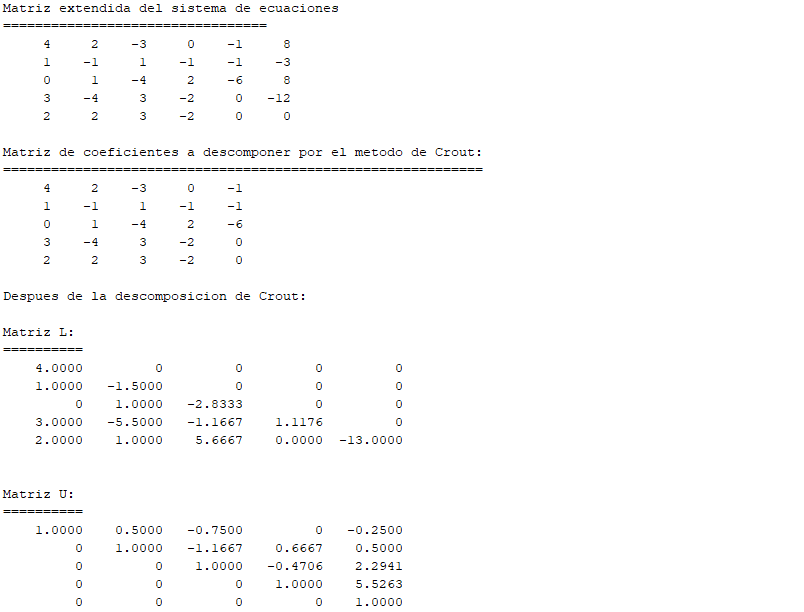 Matriz extendida del sistema de ecuaciones
=================================
4 2 -3 0 -1 8
1 -1 1 -1 -1 -3
0 1 -4 2 -6 8
3 -4 3 -2 0 -12
2 2 3 -2 0 0
Matriz de coeficientes a descomponer por el metodo de Crout:
============================================================
4 2 -3 0 -1
1 -1 1 -1 -1
0 1 -4 2 -6
3 -4 3 -2 0
2 2 3 -2 0
Despues de la descomposicion de Crout:
Matriz L:
==========
4.0000 0 0 0 0
1.0000 -1.5000 0 0 0
0 1.0000 -2.8333 0 0
3.0000 -5.5000 -1.1667 1.1176 0
2.0000 1.0000 5.6667 0.0000 -13.0000
Matriz U:
==========
1.0000 0.5000 -0.7500 0 -0.2500
0 1.0000 -1.1667 0.6667 0.5000
0 0 1.0000 -0.4706 2.2941
0 0 0 1.0000 5.5263
0 0 0 0 1.0000